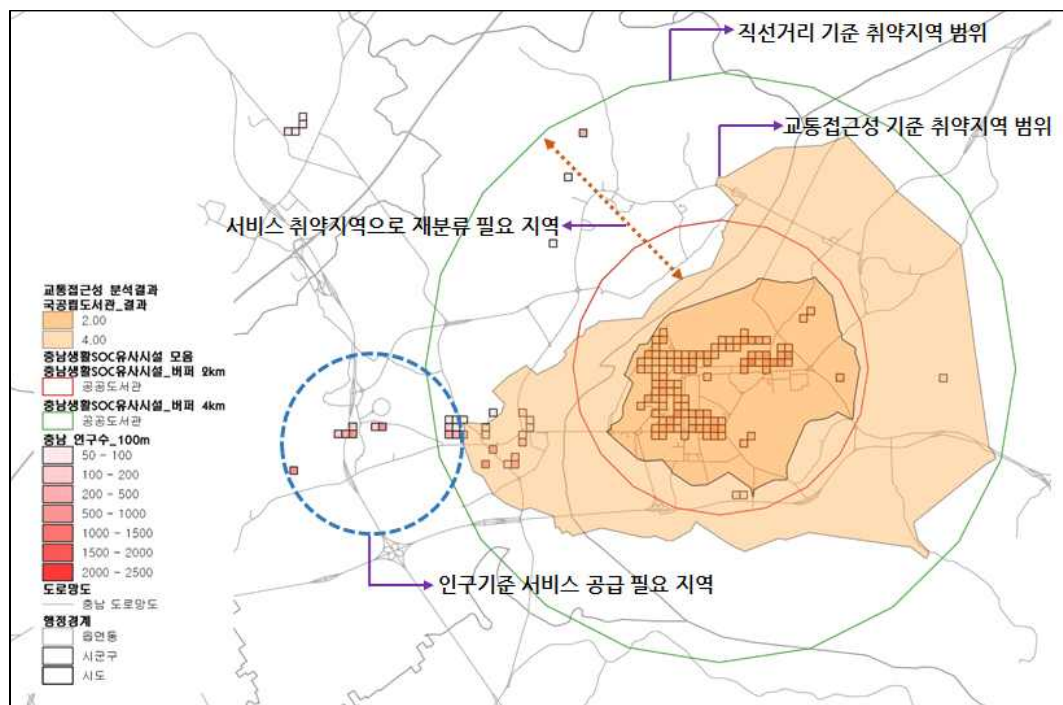 직선거리 기준 취약지역 범위
교통접근성 기준 취약지역 범위
서비스 취약지역으로 재분류 필요 지역
인구기준 서비스 공급 필요 지역
교통접근성 분석결과
국공립도서관_결과
2.00
4.00
충남생활SOC유사시설 모음
충남생활SOC유사시설_버퍼 2km
공공도서관
충남생활SOC유사시설_버퍼 4km
공공도서관
충남 인구수_100m
50 - 100
100 - 200
200 - 500
500 - 1000
1000 - 1500
1500 - 2000
2000 - 2500
도로망도
충남 도로망도
행정경계
읍면동
시군구
시도